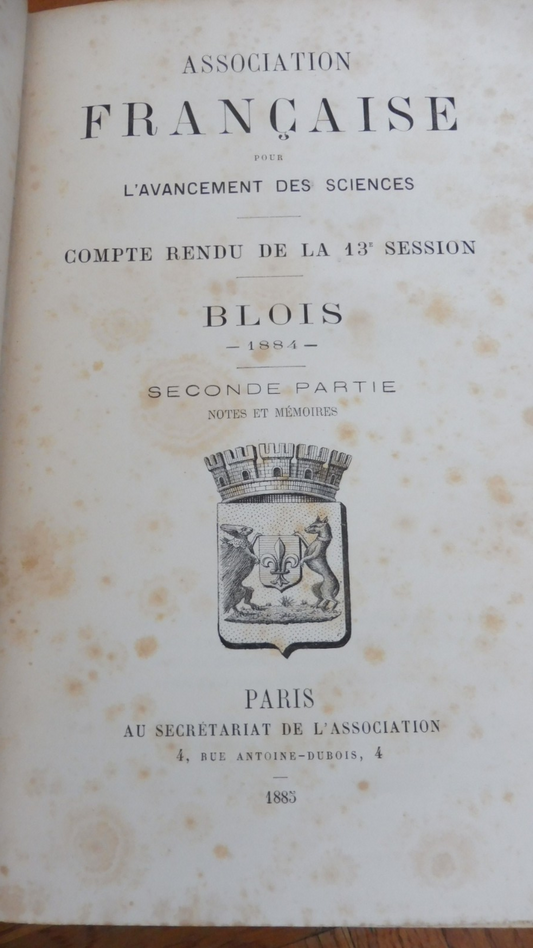 ASSOCIATION
FRANÇAISE
POUR
L'AVANCEMENT DES SCIENCES
COMPTE RENDU DE LA 13E SESSION
BLOIS
— 1884 —
SECONDE PARTIE
NOTES ET MÉMOIRES
PARIS
AU SECRÉTARIAT DE L'ASSOCIATION
4, RUE ANTOINE-DUBOIS, 4
—
1885